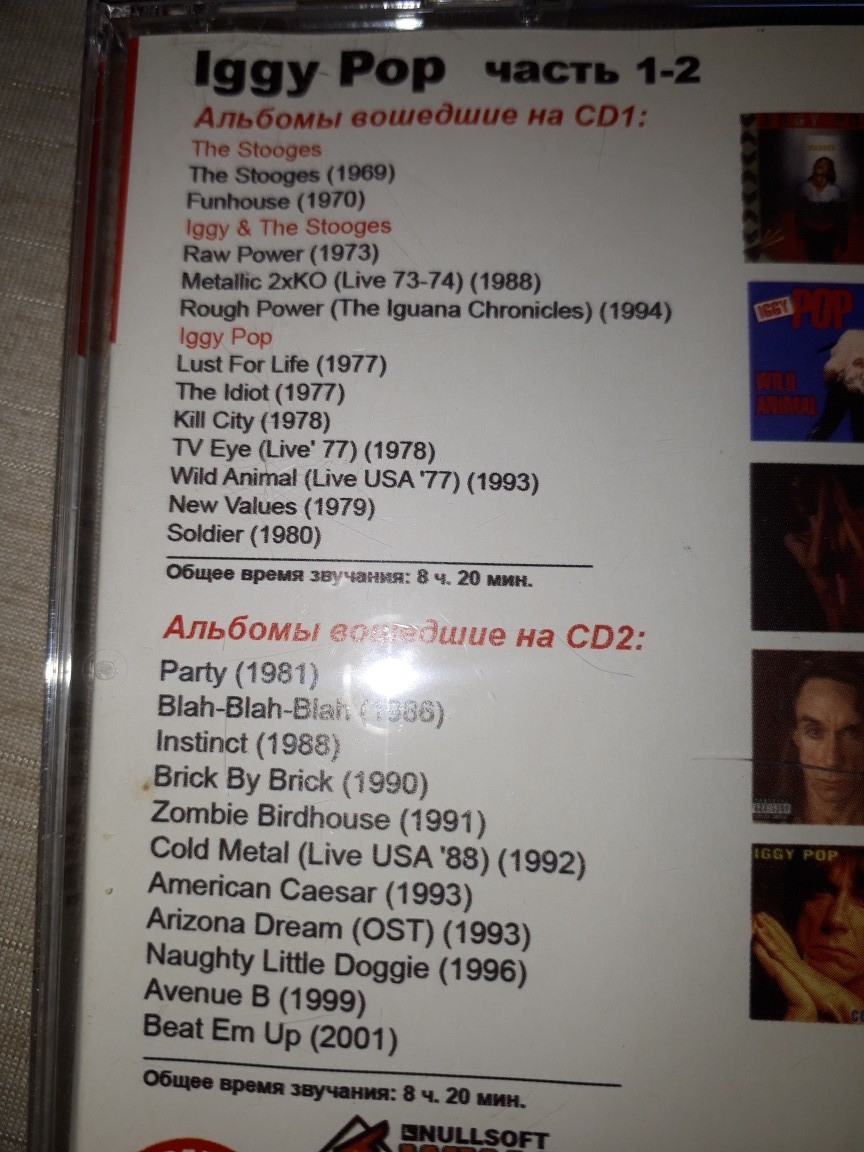 Iggy Pop часть 1-2
Альбомы вошедшие на CD1:
The Stooges
The Stooges (1969)
Funhouse (1970)
Iggy & The Stooges
Raw Power (1973)
Metallic 2xKO (Live 73-74) (1988)
Rough Power (The Iguana Chronicles) (1994)
Iggy Pop
Lust For Life (1977)
The Idiot (1977)
Kill City (1978)
TV Eye (Live' 77) (1978)
Wild Animal (Live USA '77) (1993)
New Values (1979)
Soldier (1980)
Общее время звучания: 8 ч. 20 мин.
Альбомы вошедшие на CD2:
Party (1981)
Blah-Blah-Blah (1986)
Instinct (1988)
Brick By Brick (1990)
Zombie Birdhouse (1991)
Cold Metal (Live USA '88) (1992)
American Caesar (1993)
Arizona Dream (OST) (1993)
Naughty Little Doggie (1996)
Avenue B (1999)
Beat Em Up (2001)
Общее время звучания: 8 ч. 20 мин.
NULLSOFT
IGGY POP
WILD
ANIMAL
IGGY POP